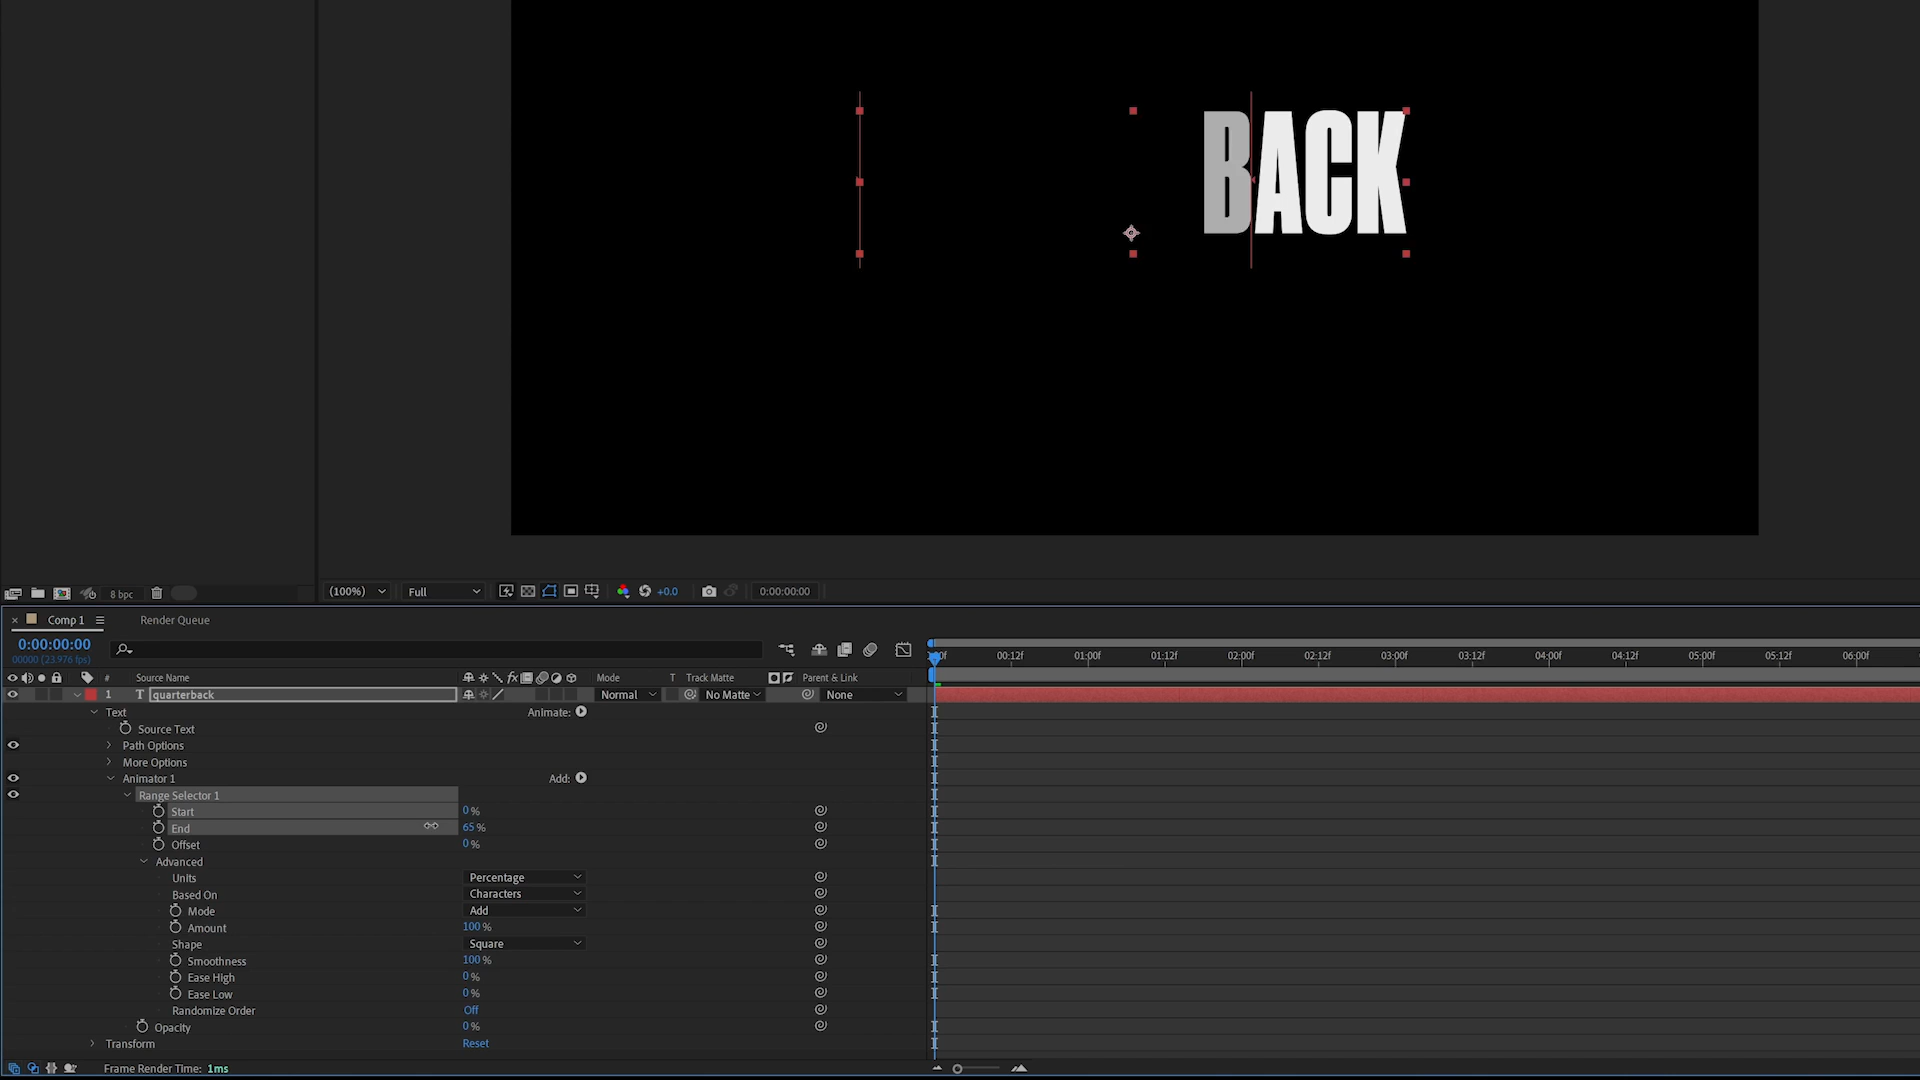 BACK
8 bpc
(100%)
Full
+0.0
0:00:00:00
Comp 1
Render Queue
0:00:00:00
00000 (23.976 fps)
00:12f
01:00f
01:12f
02:00f
02:12f
03:00f
03:12f
04:00f
04:12f
05:00f
05:12f
06:00f
# Source Name
fx
Mode
T Track Matte
Parent & Link
1 T quarterback
Normal
No Matte
None
Text
Animate:
Source Text
Path Options
More Options
Animator 1
Add:
Range Selector 1
Start 0 %
End 65 %
Offset 0 %
Advanced
Units Percentage
Based On Characters
Mode Add
Amount 100 %
Shape Square
Smoothness 100 %
Ease High 0 %
Ease Low 0 %
Randomize Order Off
Opacity 0 %
Transform Reset
Frame Render Time: 1ms